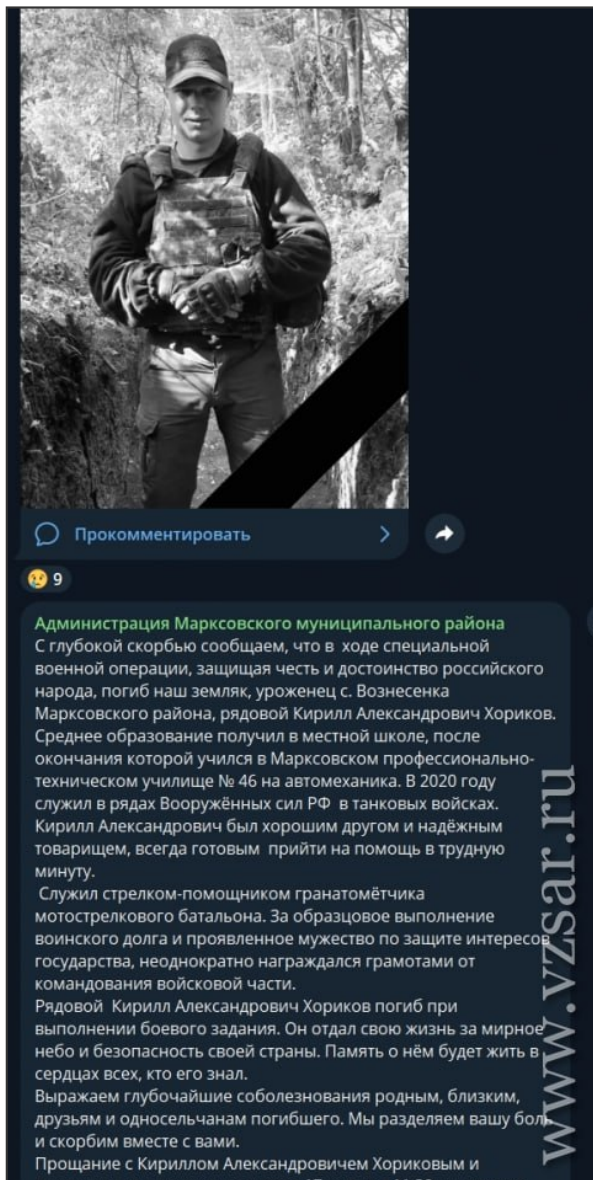 Прокомментировать
9
Администрация Марксовского муниципального района
С глубокой скорбью сообщаем, что в ходе специальной
военной операции, защищая честь и достоинство российского
народа, погиб наш земляк, уроженец с. Вознесенка
Марксовского района, рядовой Кирилл Александрович Хориков.
Среднее образование получил в местной школе, после
окончания которой учился в Марксовском профессионально-
техническом училище № 46 на автомеханика. В 2020 году
служил в рядах Вооружённых сил РФ в танковых войсках.
Кирилл Александрович был хорошим другом и надёжным
товарищем, всегда готовым прийти на помощь в трудную
минуту.
Служил стрелком-помощником гранатомётчика
мотострелкового батальона. За образцовое выполнение
воинского долга и проявленное мужество по защите интересов
государства, неоднократно награждался грамотами от
командования войсковой части.
Рядовой Кирилл Александрович Хориков погиб при
выполнении боевого задания. Он отдал свою жизнь за мирное
небо и безопасность своей страны. Память о нём будет жить в
сердцах всех, кто его знал.
Выражаем глубочайшие соболезнования родным, близким,
друзьям и односельчанам погибшего. Мы разделяем вашу боль
и скорбим вместе с вами.
Прощание с Кириллом Александровичем Хориковым и
www.vzsar.ru